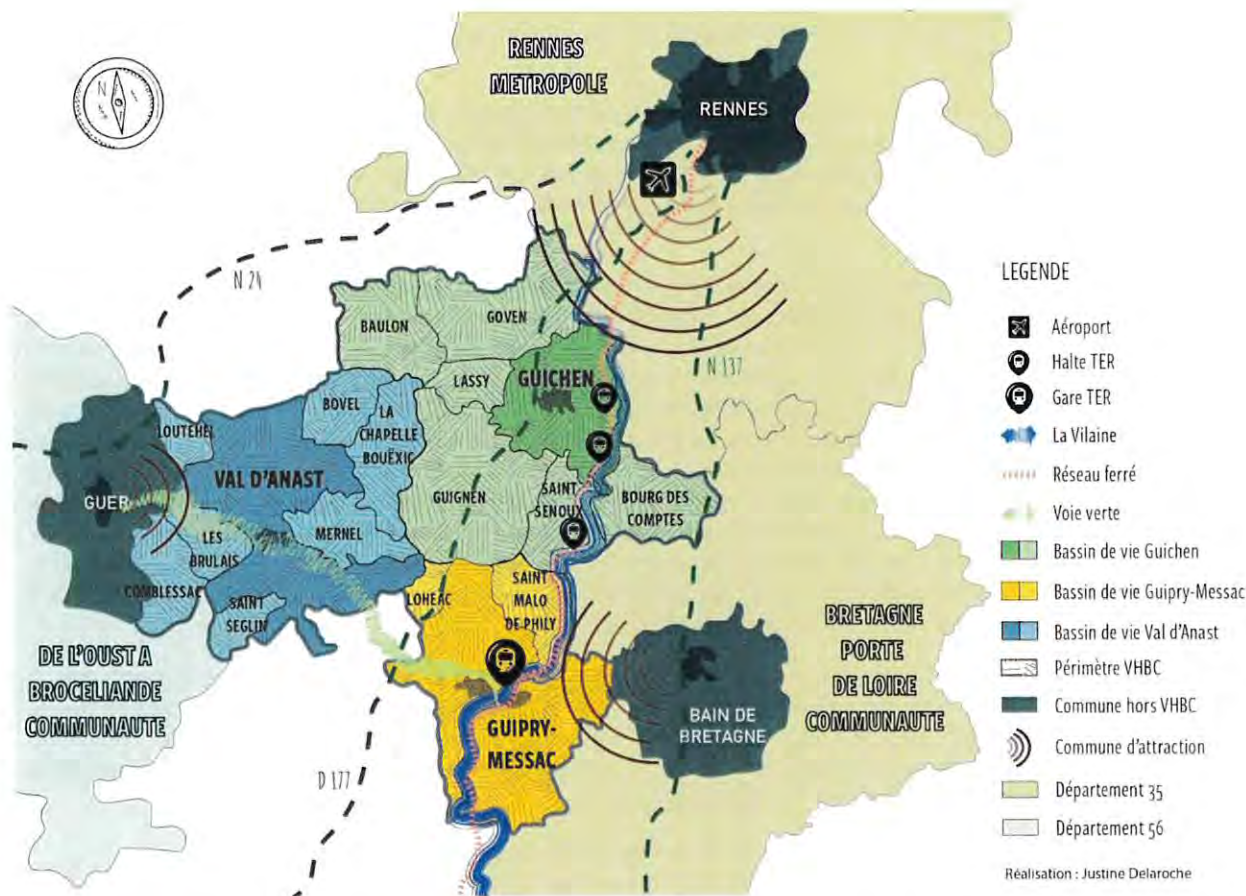 RENNES
METROPOLE
RENNES
N
N 24
BAULON
GOVEN
N 137
LASSY
GUICHEN
BOVEL
LA
CHAPELLE
BOUËXIC
LOUTEHEL
VAL D'ANAST
GUER
GUIGNEN
SAINT
SENOUX
BOURG DES
COMPTES
MERNEL
LES
BRULAIS
COMBLESSAC
SAINT
SEGLIN
LOHEAC
SAINT
MALO
DE PHILY
DE L'OUST A
BROCELIANDE
COMMUNAUTE
BRETAGNE
PORTE
DE LOIRE
COMMUNAUTE
BAIN DE
BRETAGNE
GUIPRY-
MESSAC
D 177
LEGENDE
Aéroport
Halte TER
Gare TER
La Vilaine
Réseau ferré
Voie verte
Bassin de vie Guichen
Bassin de vie Guipry-Messac
Bassin de vie Val d'Anast
Périmètre VHBC
Commune hors VHBC
Commune d'attraction
Département 35
Département 56
Réalisation : Justine Delaroche